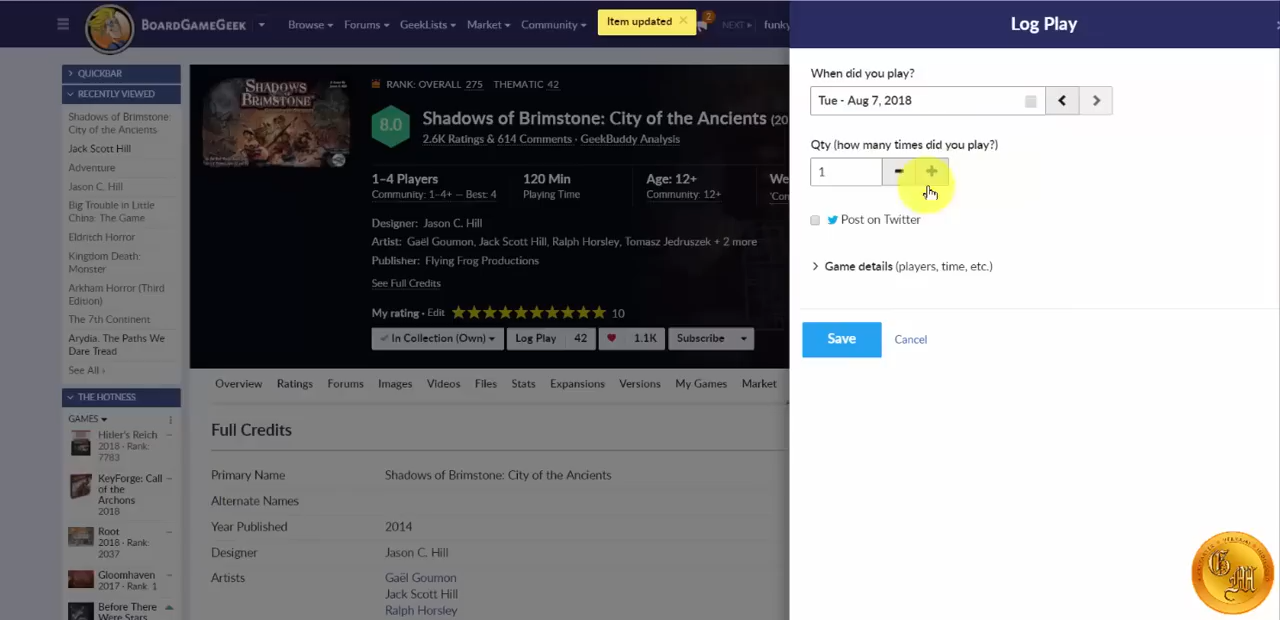 BOARDGAMEGEEK
Browse
Forums
GeekLists
Market
Community
Item updated
2
NEXT
funky
Log Play
QUICKBAR
RECENTLY VIEWED
Shadows of Brimstone:
City of the Ancients
Jack Scott Hill
Adventure
Jason C. Hill
Big Trouble in Little
China: The Game
Eldritch Horror
Kingdom Death:
Monster
Arkham Horror (Third
Edition)
The 7th Continent
Arydia: The Paths We
Dare Tread
See All ›
THE HOTNESS
GAMES
Hitler's Reich
2018 · Rank:
7783
KeyForge: Call
of the
Archons
2018
Root
2018 · Rank:
2037
Gloomhaven
2017 · Rank: 1
Before There
Were Stars
SHADOWS
OF
BRIMSTONE
RANK: OVERALL 275 THEMATIC 42
8.0
Shadows of Brimstone: City of the Ancients (20
2.6K Ratings & 614 Comments · GeekBuddy Analysis
1–4 Players
Community: 1–4+ — Best: 4
120 Min
Playing Time
Age: 12+
Community: 12+
We
'Con
Designer: Jason C. Hill
Artist: Gaël Goumon, Jack Scott Hill, Ralph Horsley, Tomasz Jedruszek + 2 more
Publisher: Flying Frog Productions
See Full Credits
My rating · Edit 10
In Collection (Own)
Log Play 42
1.1K
Subscribe
Overview Ratings Forums Images Videos Files Stats Expansions Versions My Games Market
Full Credits
Primary Name Shadows of Brimstone: City of the Ancients
Alternate Names
Year Published 2014
Designer Jason C. Hill
Artists Gaël Goumon
Jack Scott Hill
Ralph Horsley
When did you play?
Tue - Aug 7, 2018
Qty (how many times did you play?)
1
Post on Twitter
Game details (players, time, etc.)
Save
Cancel
GM